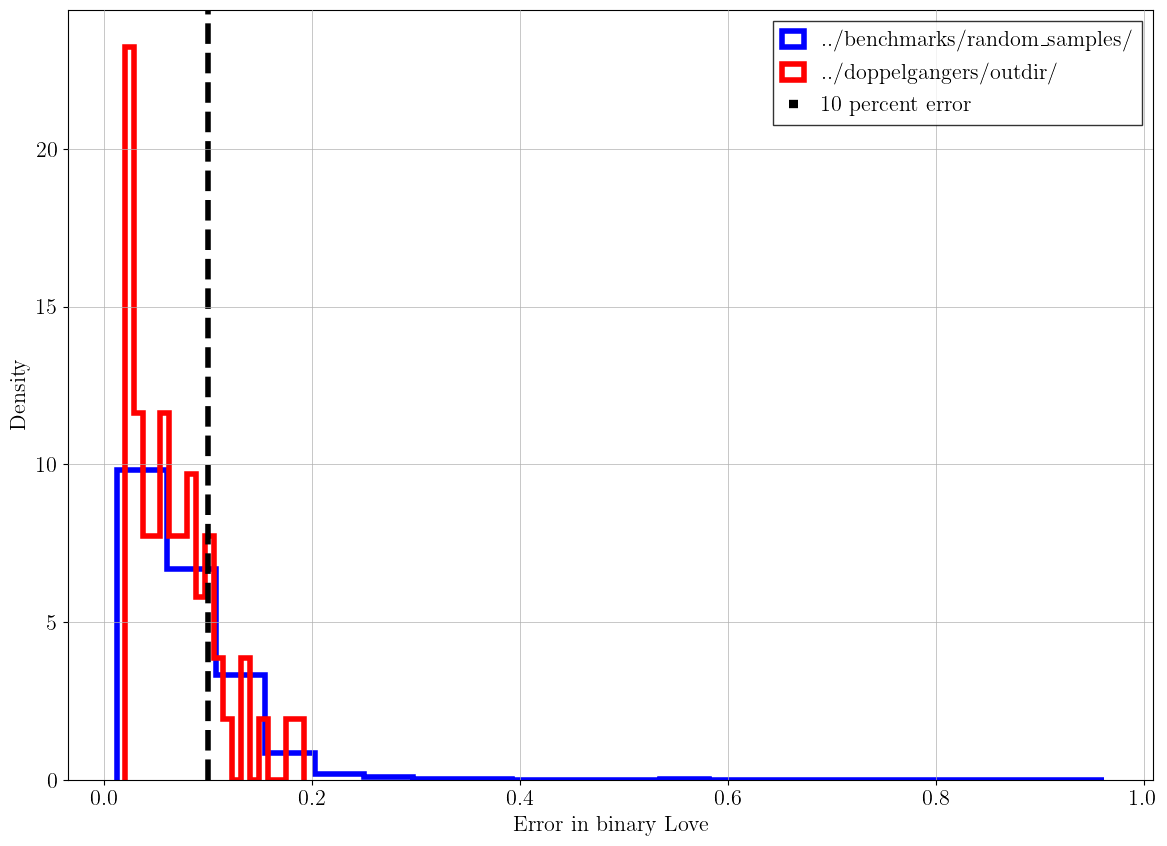 ../benchmarks/random_samples/
../doppelgangers/outdir/
10 percent error
20
15
10
5
0
Density
0.0 0.2 0.4 0.6 0.8 1.0
Error in binary Love